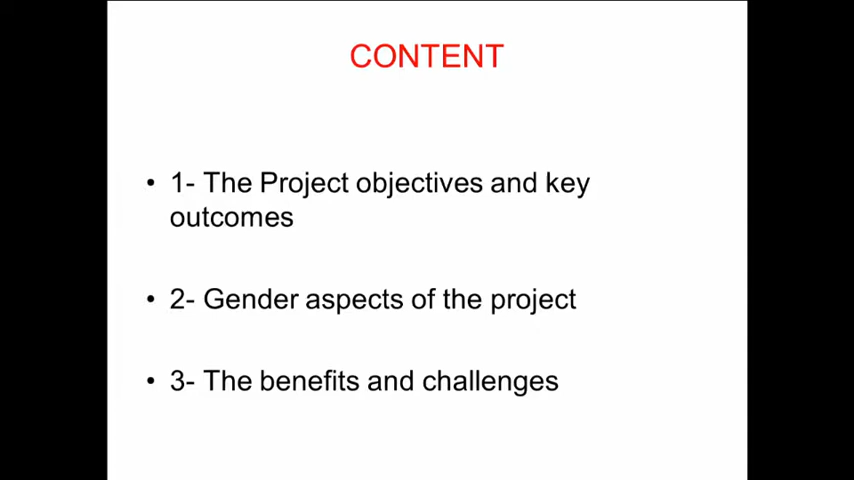 CONTENT
• 1- The Project objectives and key
outcomes
• 2- Gender aspects of the project
• 3- The benefits and challenges